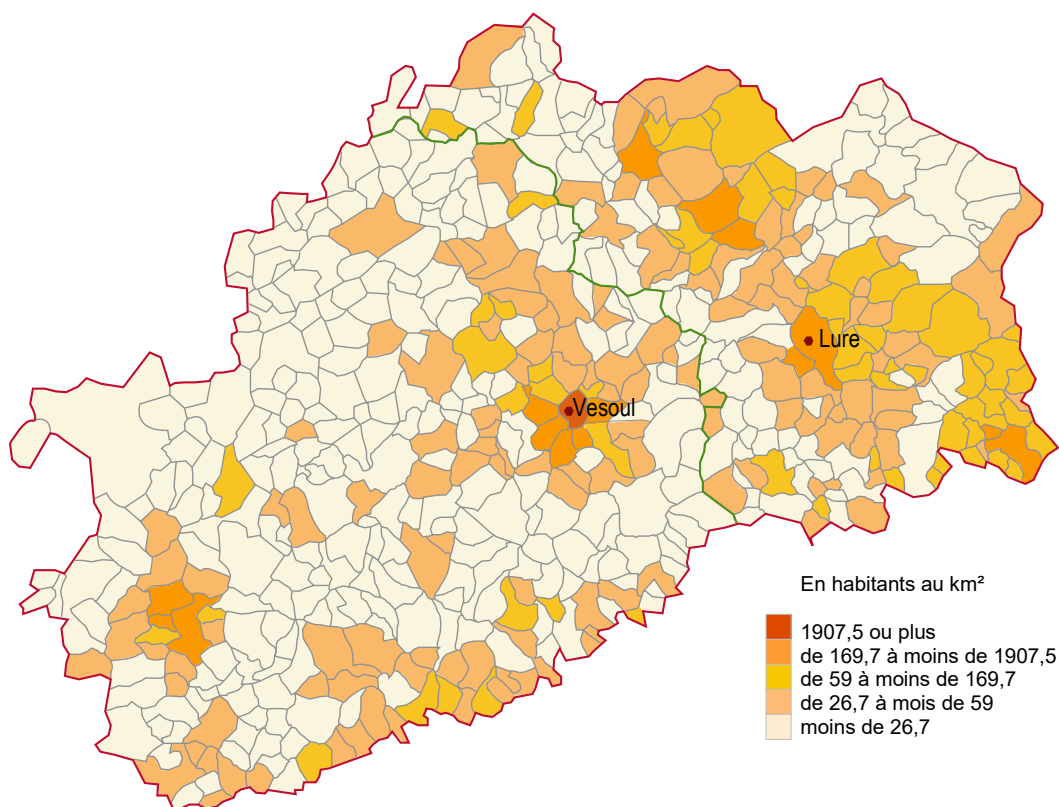 Lure
Vesoul
En habitants au km²
1907,5 ou plus
de 169,7 à moins de 1907,5
de 59 à moins de 169,7
de 26,7 à mois de 59
moins de 26,7